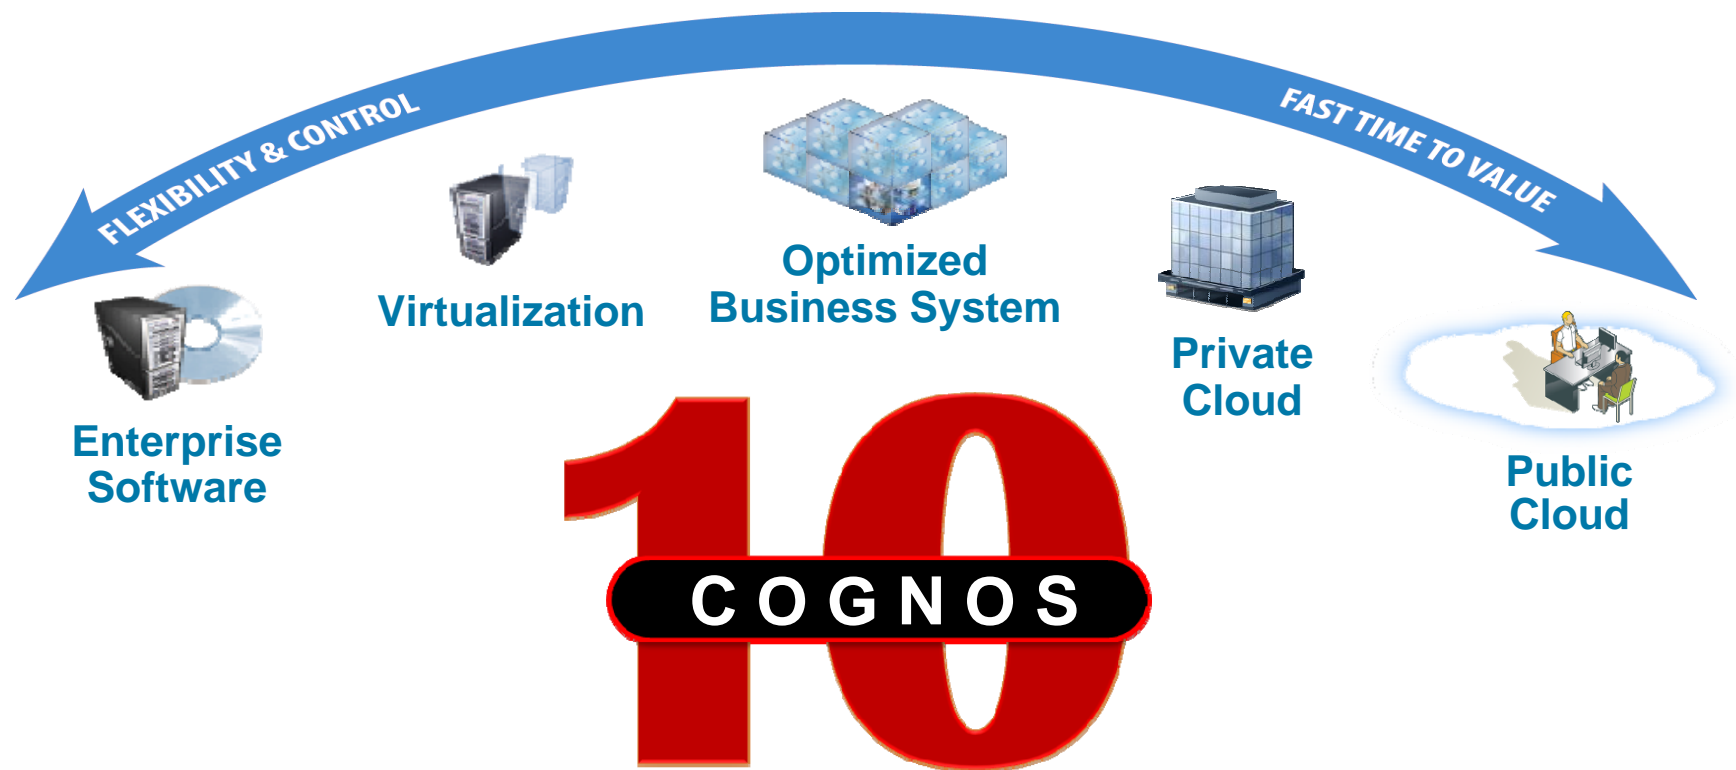 FLEXIBILITY & CONTROL
FAST TIME TO VALUE
Enterprise
Software
Virtualization
Optimized
Business System
Private
Cloud
Public
Cloud
10
COGNOS